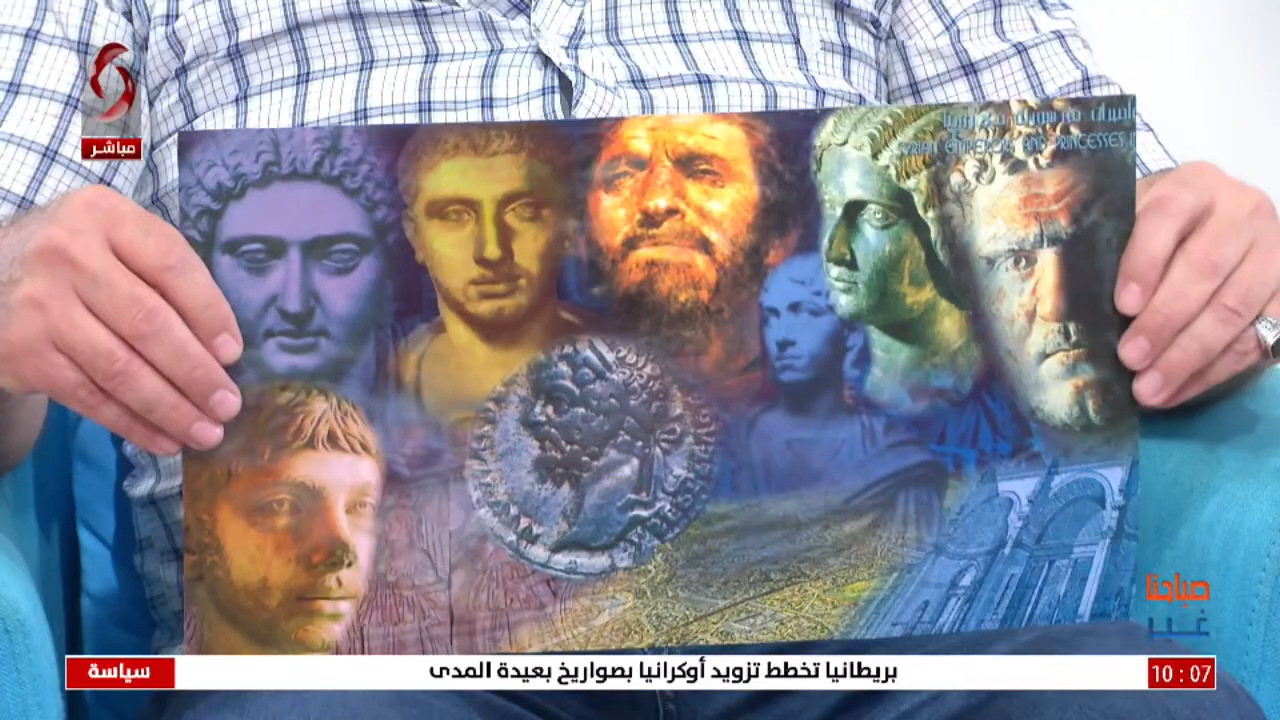 مباشر
SYRIAN EMPERORS AND PRINCESSES
صباحنا
غير
سياسة
بريطانيا تخطط تزويد أوكرانيا بصواريخ بعيدة المدى
10 : 07